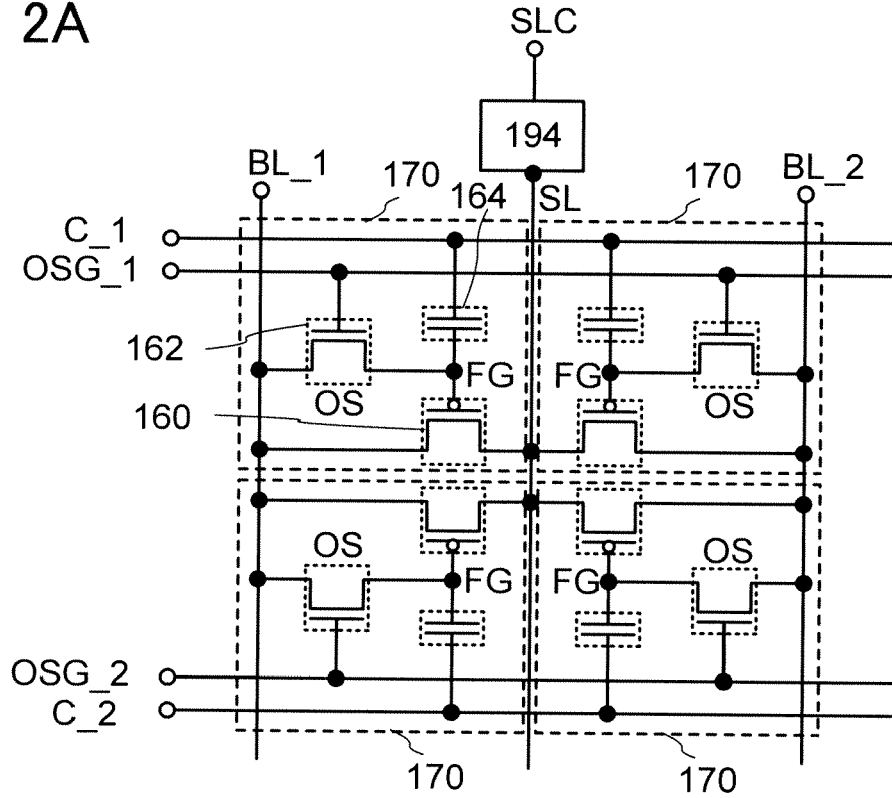 2A
SLC
194
BL_1
170
164
SL
170
BL_2
C_1
OSG_1
162
OS
FG
FG
OS
160
OS
FG
FG
OS
OSG_2
C_2
170
170